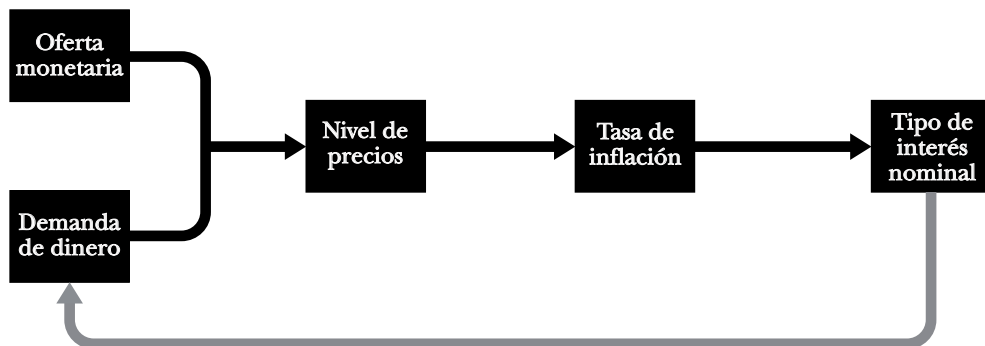 Oferta
monetaria
Demanda
de dinero
Nivel de
precios
Tasa de
inflación
Tipo de
interés
nominal